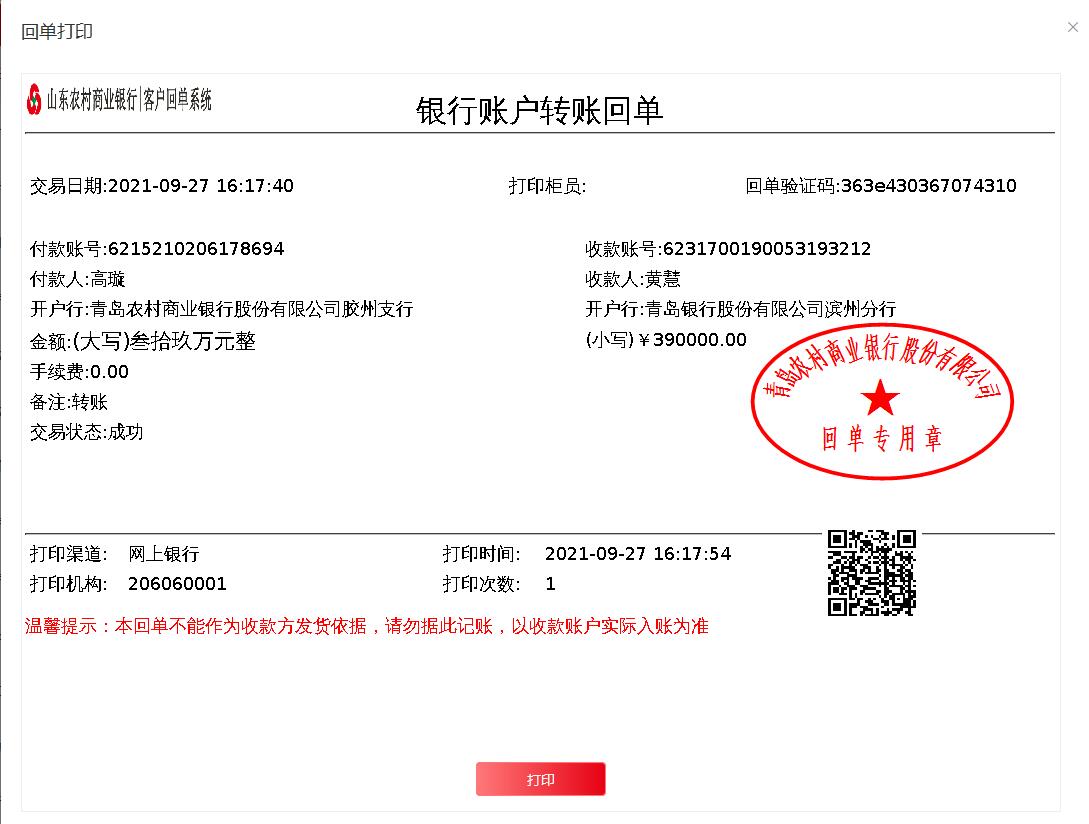 回单打印
山东农村商业银行|客户回单系统
银行账户转账回单
交易日期:2021-09-27 16:17:40 打印柜员: 回单验证码:363e430367074310
付款账号:6215210206178694 收款账号:6231700190053193212
付款人:高璇 收款人:黄慧
开户行:青岛农村商业银行股份有限公司胶州支行 开户行:青岛银行股份有限公司滨州分行
金额:(大写)叁拾玖万元整 (小写)￥390000.00
手续费:0.00
备注:转账
交易状态:成功
青岛农村商业银行股份有限公司
回单专用章
打印渠道: 网上银行 打印时间: 2021-09-27 16:17:54
打印机构: 206060001 打印次数: 1
温馨提示：本回单不能作为收款方发货依据，请勿据此记账，以收款账户实际入账为准
打印